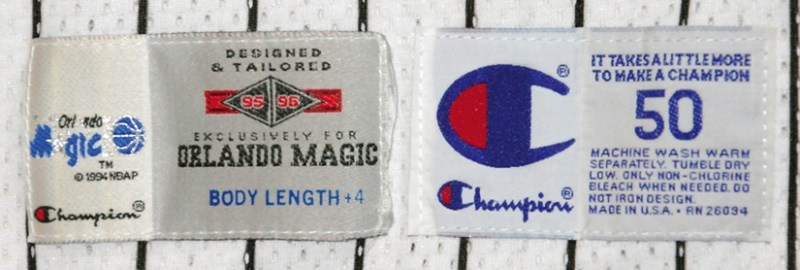 Orlando
Magic
TM
© 1994 NBAP
Champion®
DESIGNED
& TAILORED
95 96
EXCLUSIVELY FOR
ORLANDO MAGIC
BODY LENGTH +4
C®
Champion®
IT TAKES A LITTLE MORE
TO MAKE A CHAMPION
50
MACHINE WASH WARM
SEPARATELY. TUMBLE DRY
LOW. ONLY NON-CHLORINE
BLEACH WHEN NEEDED. DO
NOT IRON DESIGN.
MADE IN U.S.A. • RN 26094